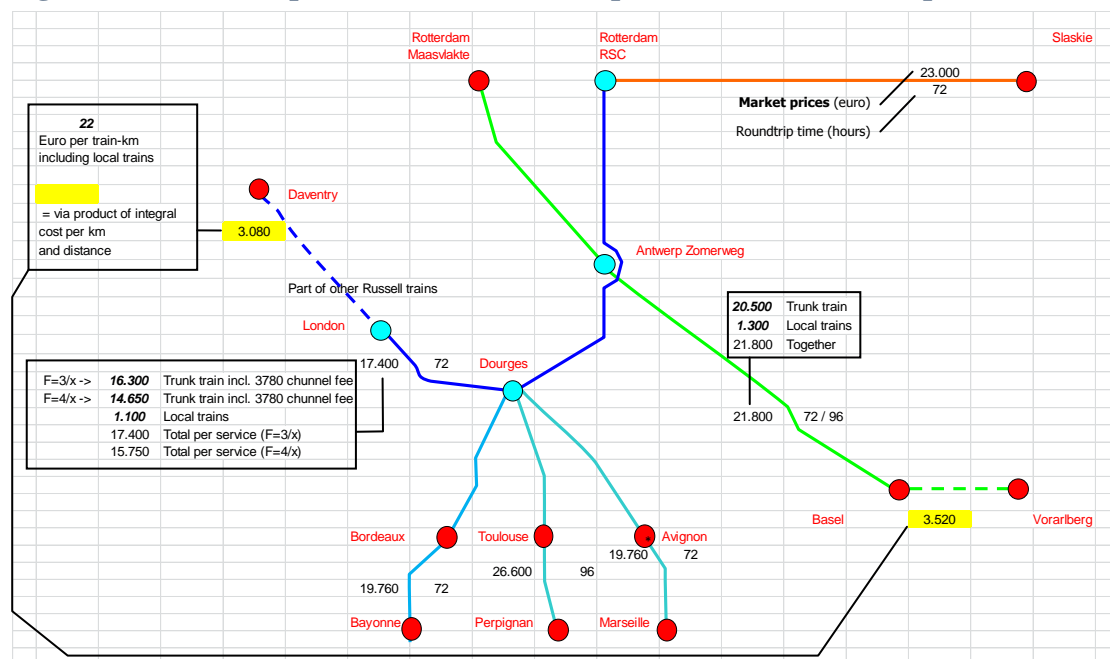 Rotterdam
Maasvlakte
Rotterdam
RSC
Slaskie
23.000
72
Market prices (euro)
Roundtrip time (hours)
22
Euro per train-km
including local trains
= via product of integral
cost per km
and distance
Daventry
3.080
Antwerp Zomerweg
Part of other Russell trains
London
17.400 72
Dourges
20.500 Trunk train
1.300 Local trains
21.800 Together
21.800 72 / 96
F=3/x -> 16.300 Trunk train incl. 3780 channel fee
F=4/x -> 14.650 Trunk train incl. 3780 channel fee
1.100 Local trains
17.400 Total per service (F=3/x)
15.750 Total per service (F=4/x)
Basel
3.520
Vorarlberg
Bordeaux
Toulouse
Avignon
19.760 72
26.600 96
19.760 72
Bayonne
Perpignan
Marseille